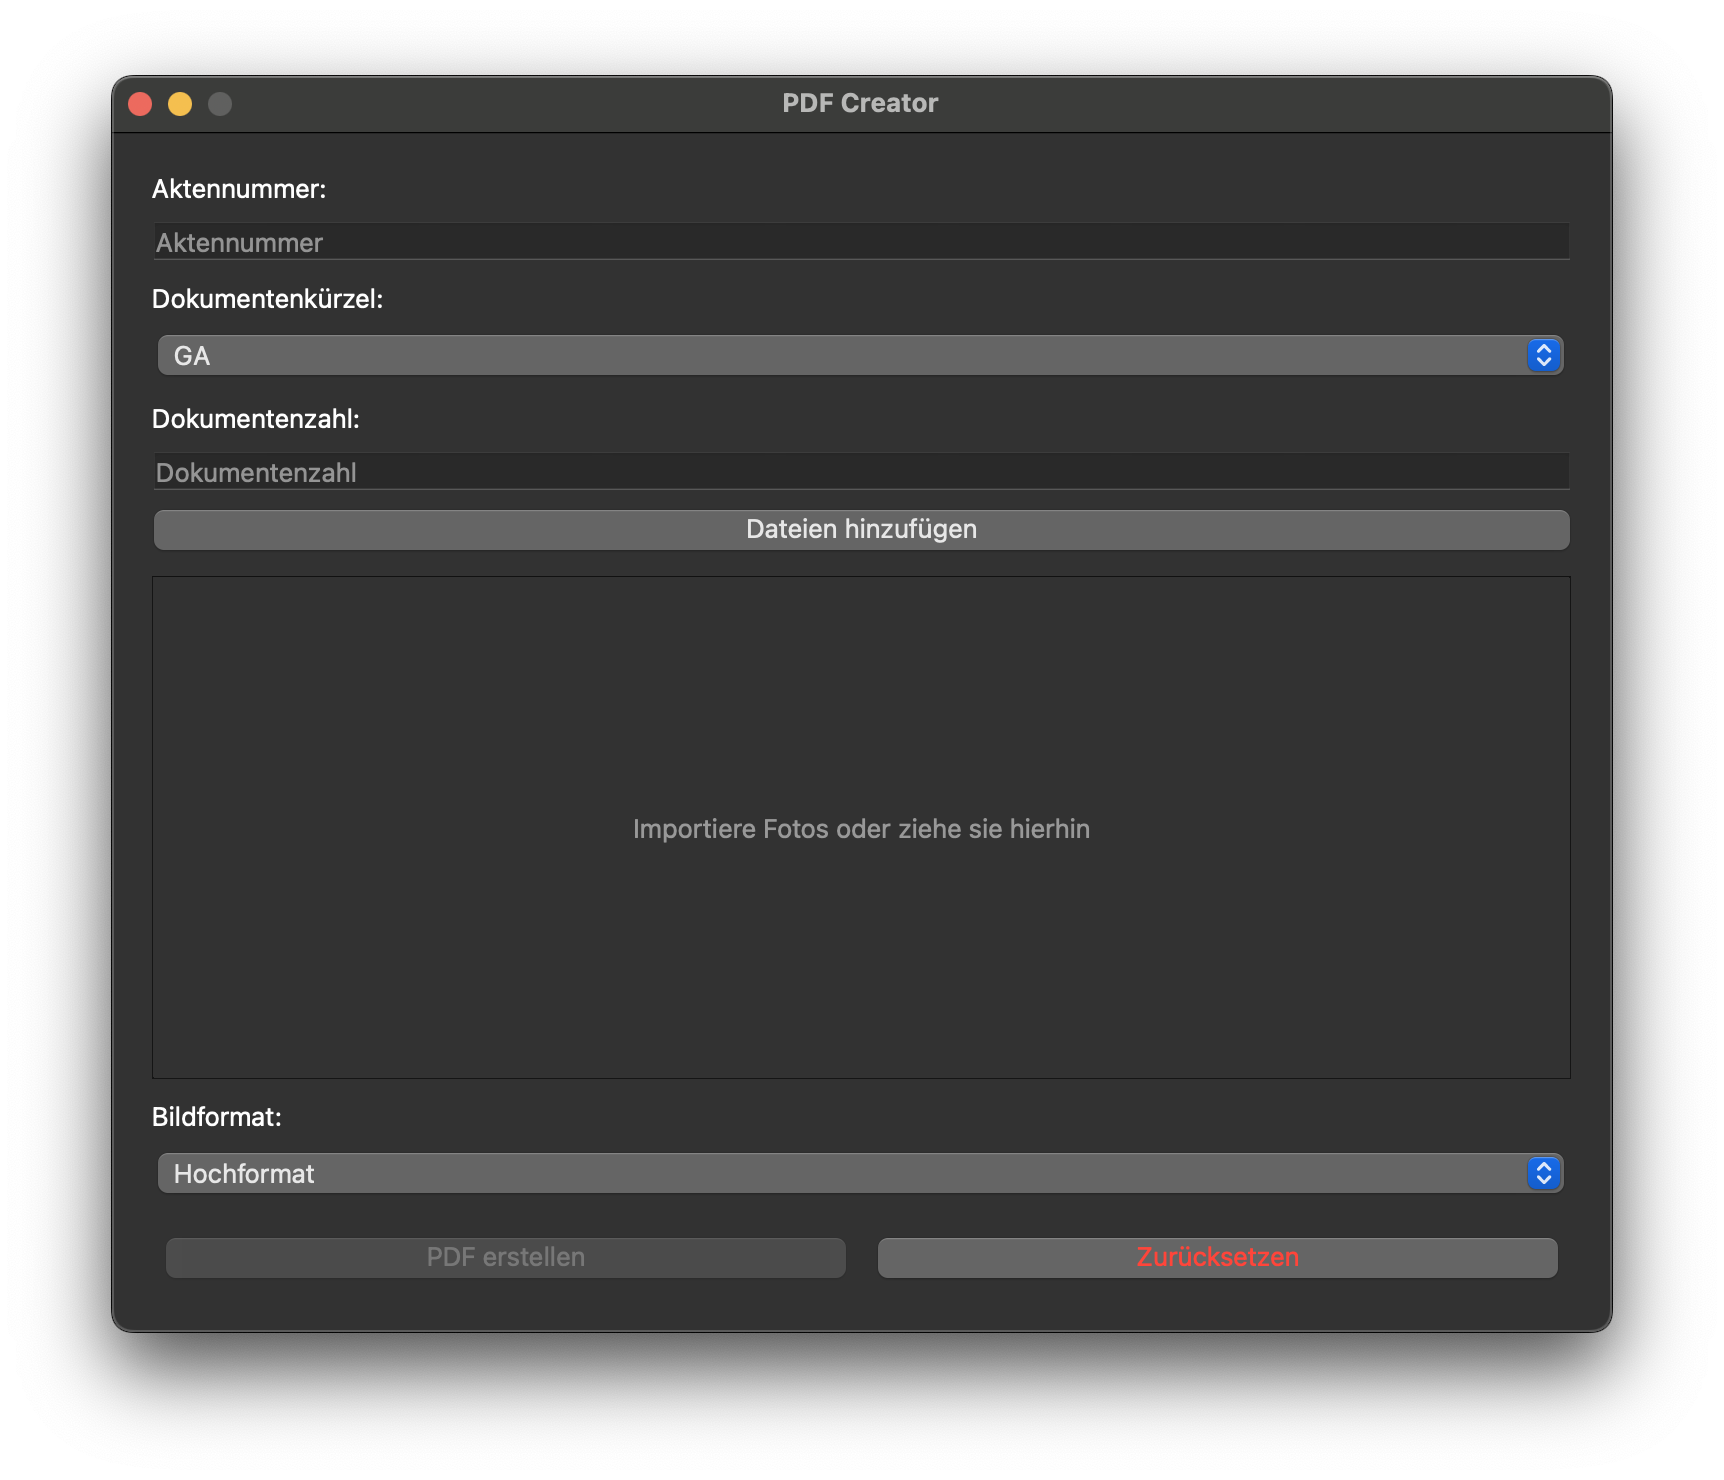 PDF Creator
Aktennummer:
Aktennummer
Dokumentenkürzel:
GA
Dokumentenzahl:
Dokumentenzahl
Dateien hinzufügen
Importiere Fotos oder ziehe sie hierhin
Bildformat:
Hochformat
PDF erstellen
Zurücksetzen